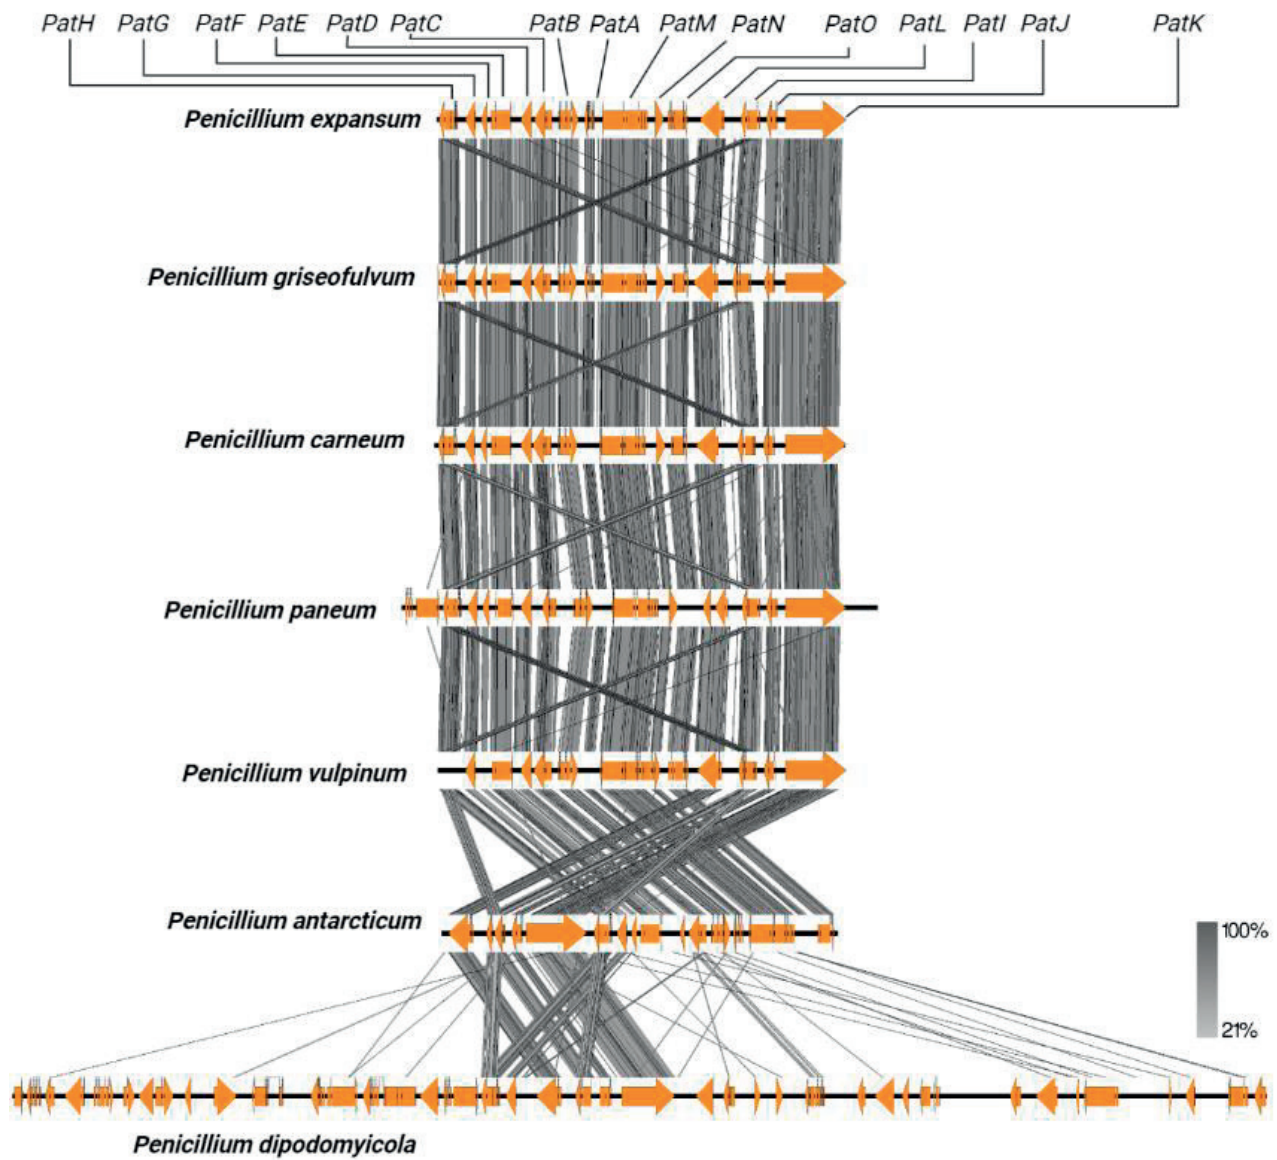 PatH PatG PatF PatE PatD PatC PatB PatA PatM PatN PatO PatL PatI PatJ PatK
Penicillium expansum
Penicillium griseofulvum
Penicillium carneum
Penicillium paneum
Penicillium vulpinum
Penicillium antarcticum
100%
21%
Penicillium dipodomyicola